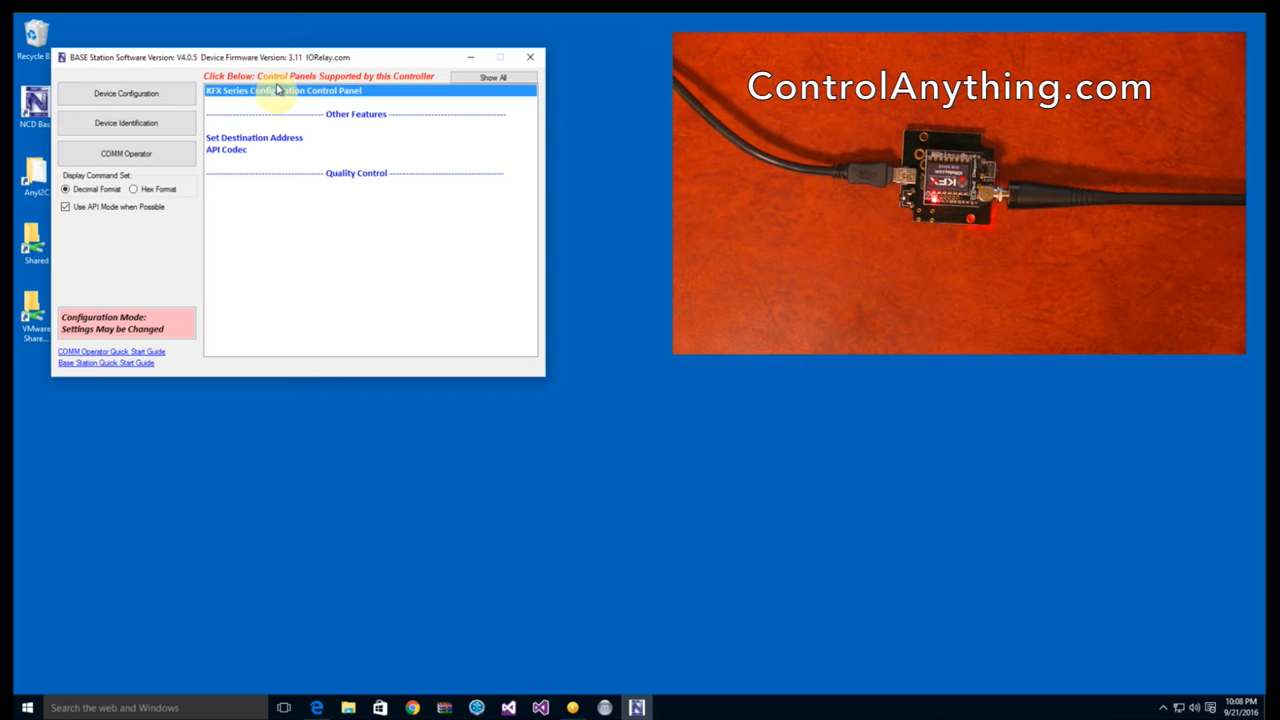 Recycle B
NCD Bas
AnyI2C
Shared
VMware
Share...
BASE Station Software Version: V4.0.5 Device Firmware Version: 3.11 IORelay.com
Click Below: Control Panels Supported by this Controller
Show All
Device Configuration
Device Identification
COMM Operator
Display Command Set:
Decimal Format
Hex Format
Use API Mode when Possible
Configuration Mode:
Settings May be Changed
COMM Operator Quick Start Guide
Base Station Quick Start Guide
KFX Series Configuration Control Panel
Other Features
Set Destination Address
API Codec
Quality Control
ControlAnything.com
KFX
Search the web and Windows
10:08 PM
9/21/2016